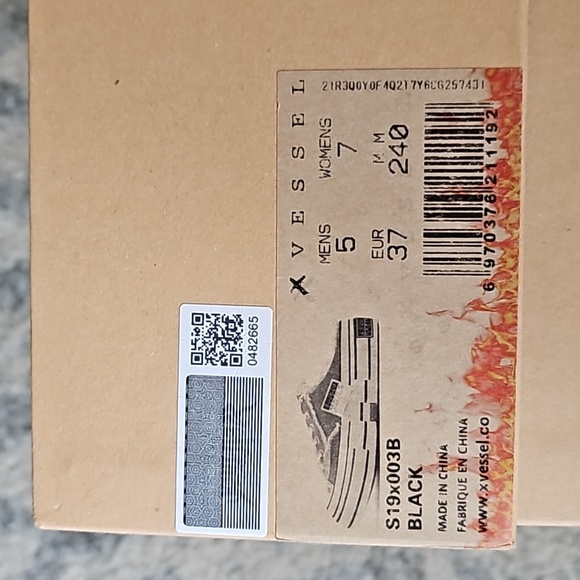 21R3Q0Y0F4Q217Y6CG257431
X VESSEL
MENS WOMENS
5 7
EUR MM
37 240
6 970376 211192
S19x003B
BLACK
MADE IN CHINA
FABRIQUE EN CHINA
www.xvessel.co
0482665